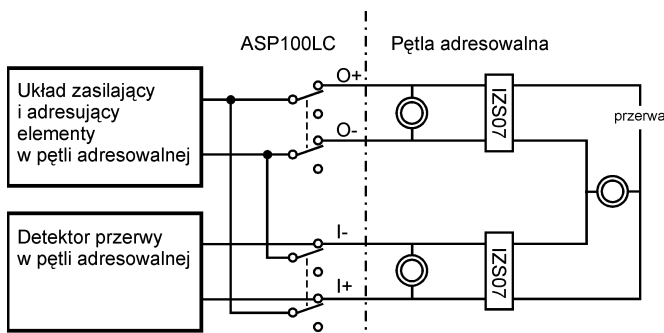 ASP100LC
Pętla adresowalna
Układ zasilający
i adresujący
elementy
w pętli adresowalnej
O+
O-
IZS07
przerwa
Detektor przerwy
w pętli adresowalnej
I-
I+
IZS07